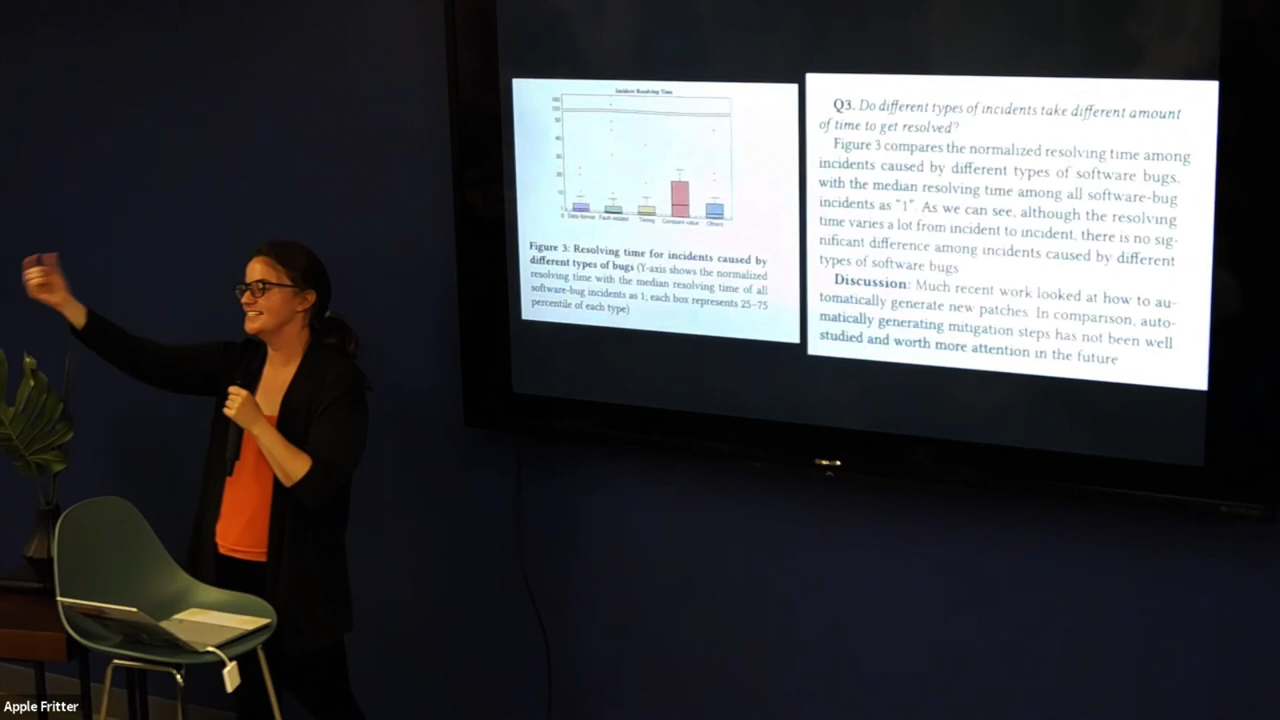 Incident Resolving Time
50
40
30
20
10
Data format Fault-related Timing Constant-value Others
Figure 3: Resolving time for incidents caused by
different types of bugs (Y-axis shows the normalized
resolving time with the median resolving time of all
software-bug incidents as 1; each box represents 25-75
percentile of each type)
Q3. Do different types of incidents take different amount
of time to get resolved?
Figure 3 compares the normalized resolving time among
incidents caused by different types of software bugs,
with the median resolving time among all software-bug
incidents as "1". As we can see, although the resolving
time varies a lot from incident to incident, there is no sig-
nificant difference among incidents caused by different
types of software bugs
Discussion: Much recent work looked at how to au-
tomatically generate new patches. In comparison, auto-
matically generating mitigation steps has not been well
studied and worth more attention in the future
Apple Fritter